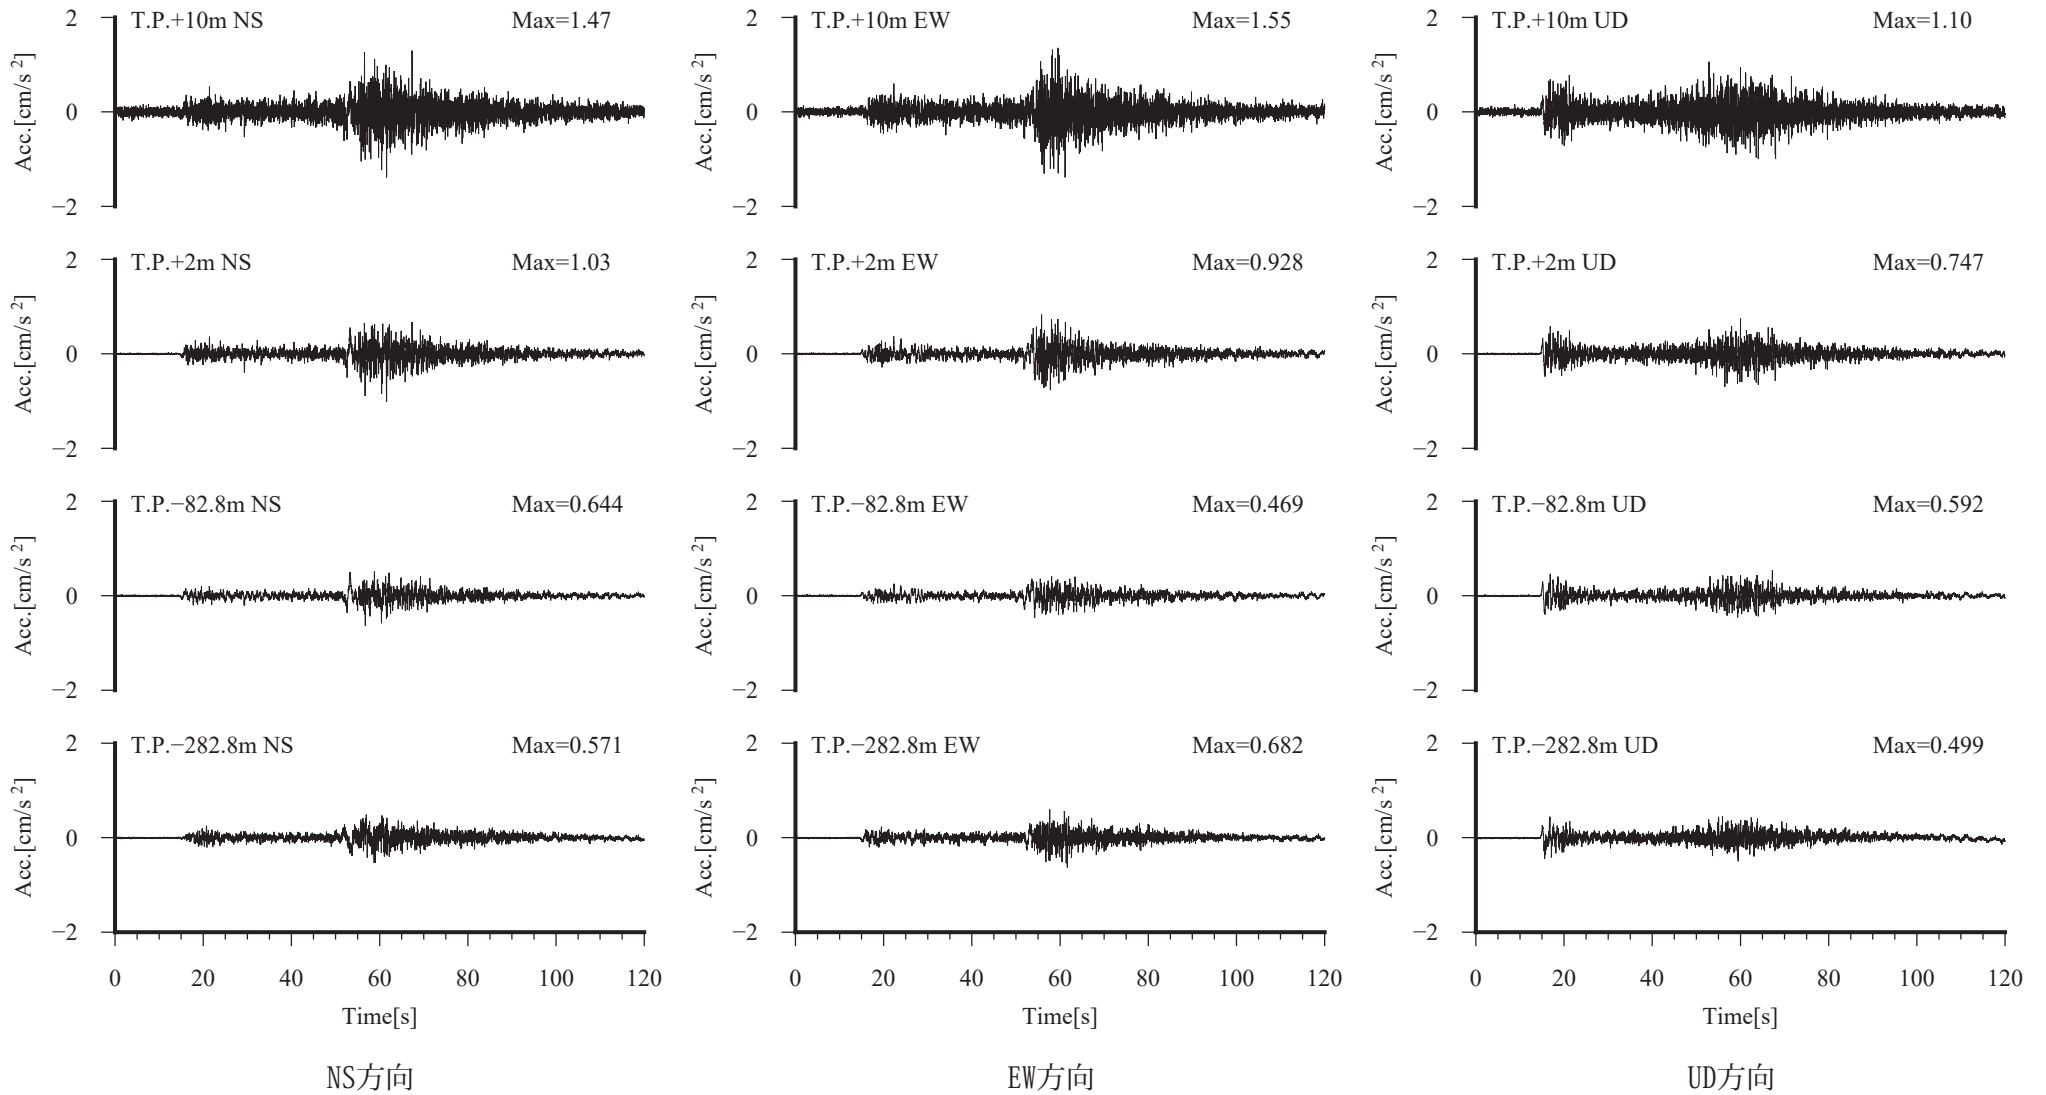 T.P.+10m NS Max=1.47
2
0
−2
Acc.[cm/s²]
T.P.+10m EW Max=1.55
2
0
−2
Acc.[cm/s²]
T.P.+10m UD Max=1.10
2
0
−2
Acc.[cm/s²]
T.P.+2m NS Max=1.03
2
0
−2
Acc.[cm/s²]
T.P.+2m EW Max=0.928
2
0
−2
Acc.[cm/s²]
T.P.+2m UD Max=0.747
2
0
−2
Acc.[cm/s²]
T.P.−82.8m NS Max=0.644
2
0
−2
Acc.[cm/s²]
T.P.−82.8m EW Max=0.469
2
0
−2
Acc.[cm/s²]
T.P.−82.8m UD Max=0.592
2
0
−2
Acc.[cm/s²]
T.P.−282.8m NS Max=0.571
2
0
−2
Acc.[cm/s²]
T.P.−282.8m EW Max=0.682
2
0
−2
Acc.[cm/s²]
T.P.−282.8m UD Max=0.499
2
0
−2
Acc.[cm/s²]
0 20 40 60 80 100 120
0 20 40 60 80 100 120
0 20 40 60 80 100 120
Time[s]
Time[s]
Time[s]
NS方向
EW方向
UD方向